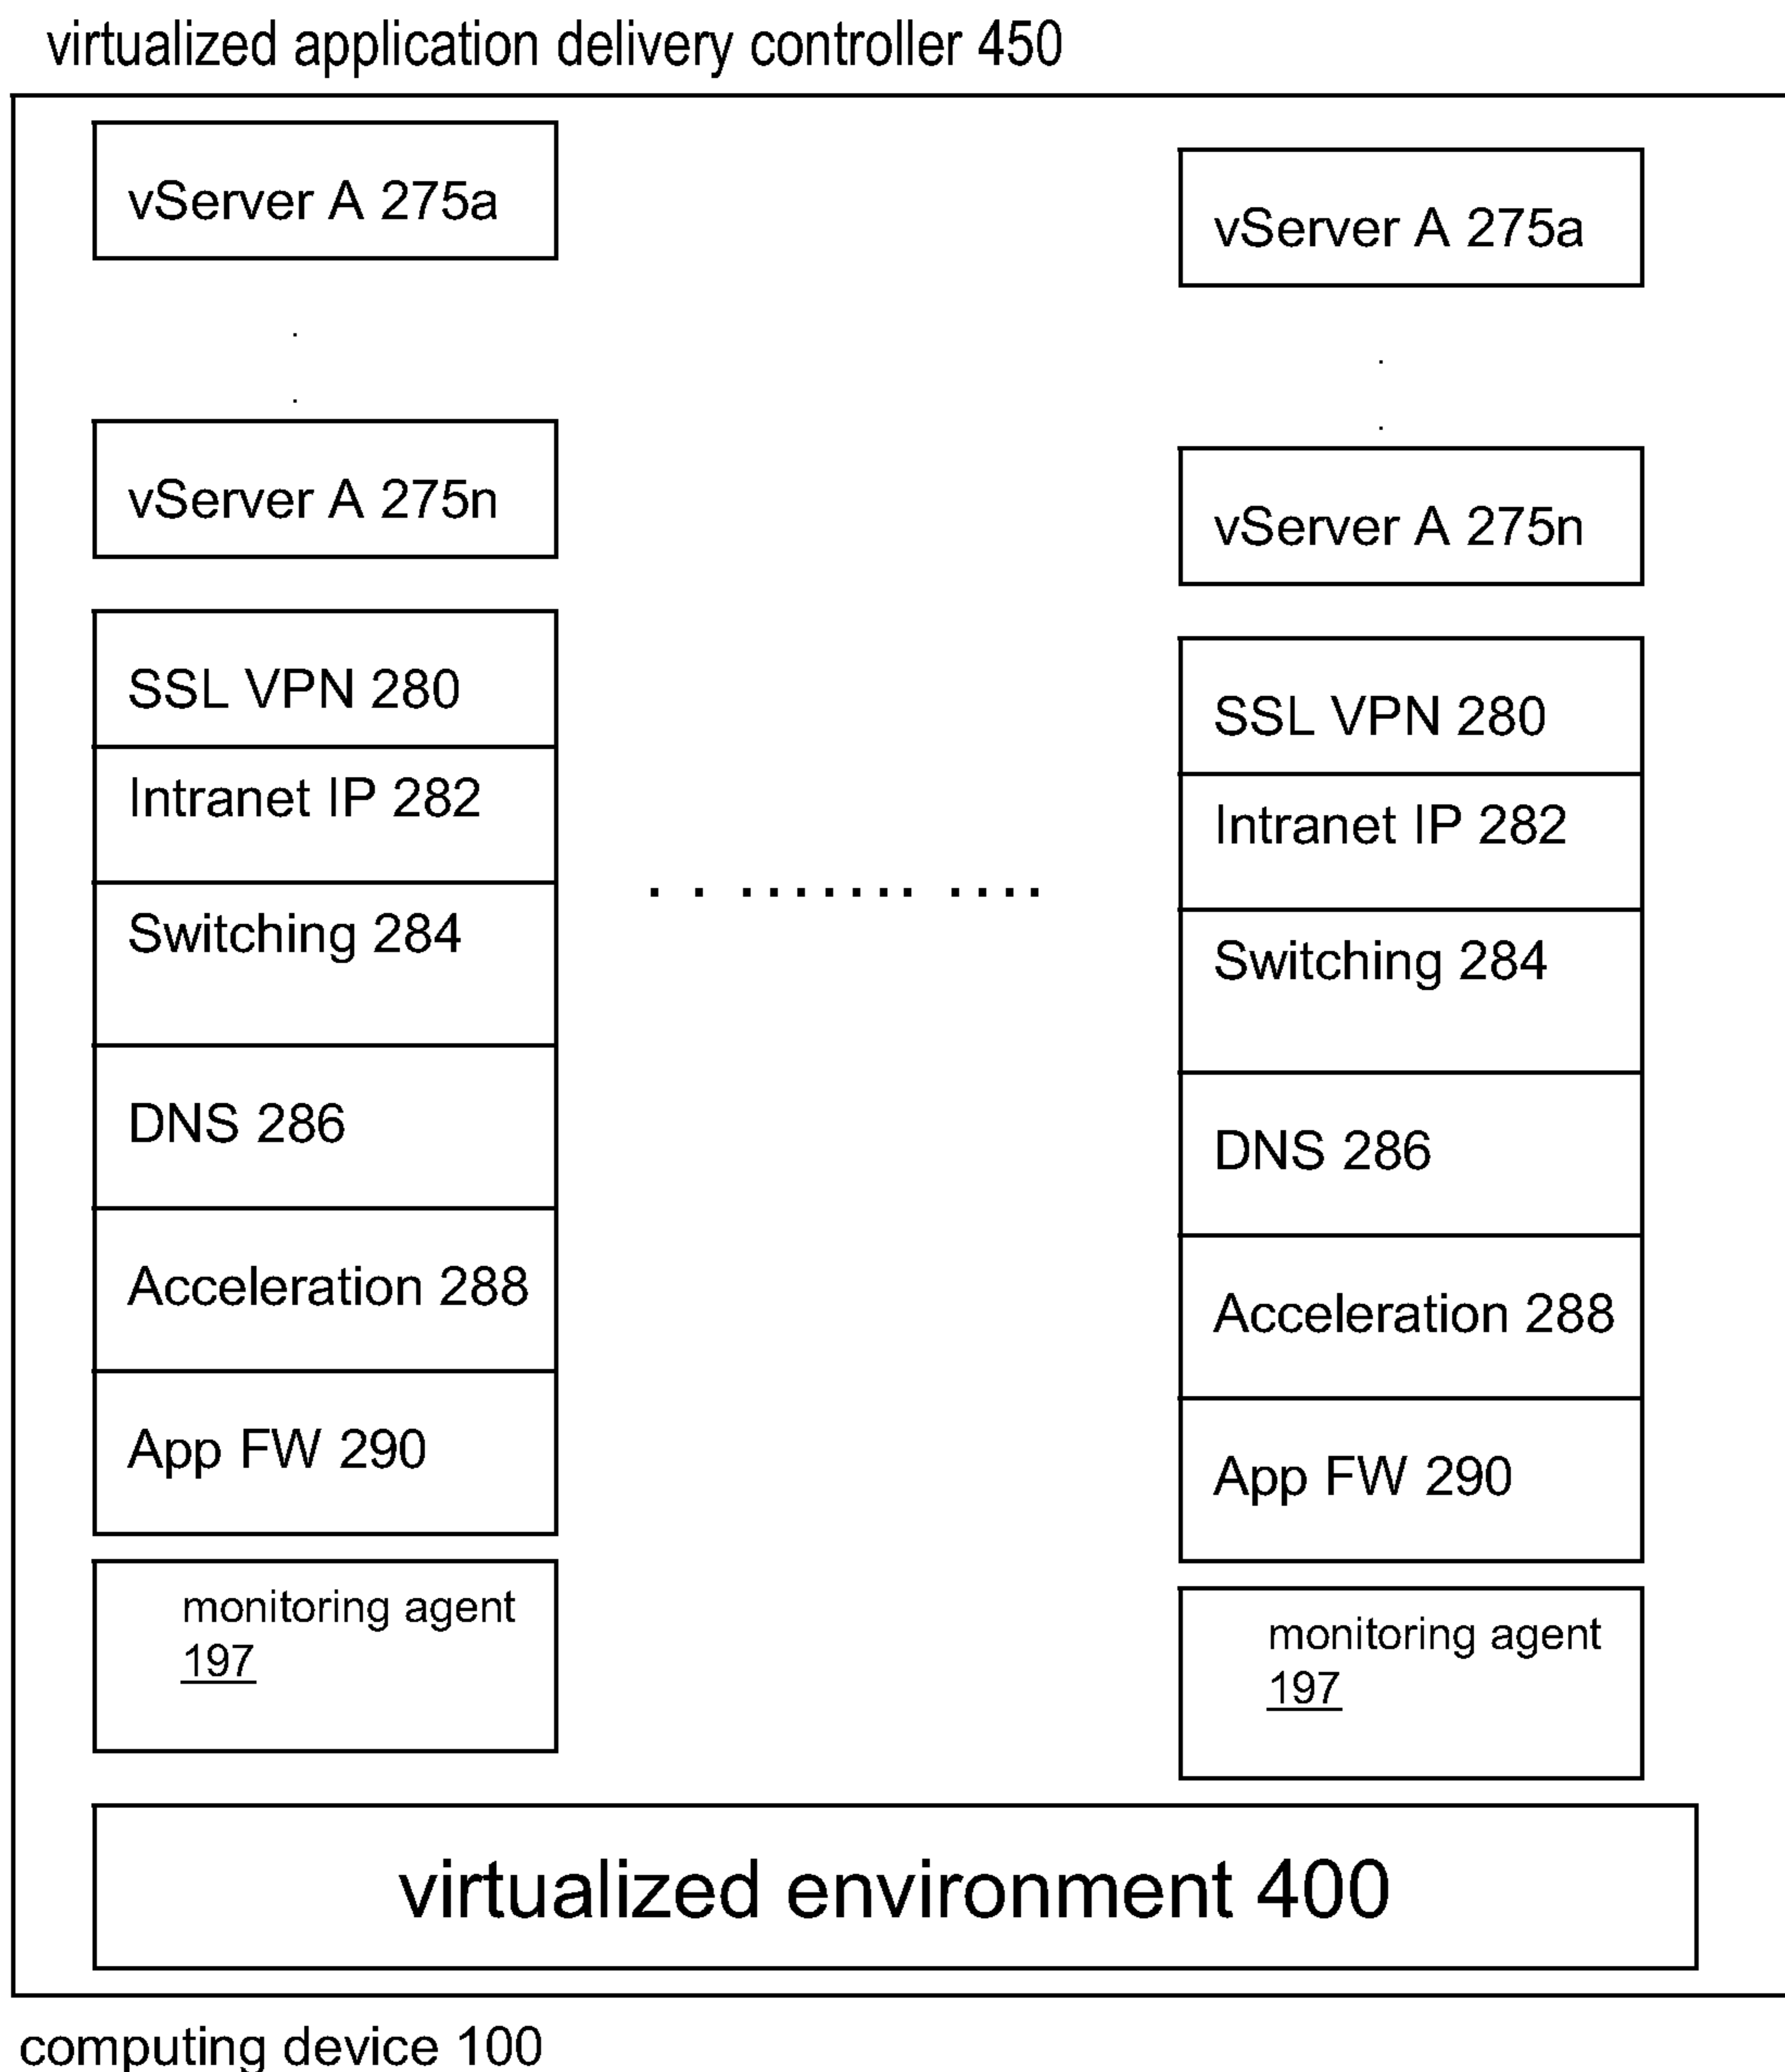 virtualized application delivery controller 450
vServer A 275a
vServer A 275n
SSL VPN 280
Intranet IP 282
Switching 284
DNS 286
Acceleration 288
App FW 290
monitoring agent
197
vServer A 275a
vServer A 275n
SSL VPN 280
Intranet IP 282
Switching 284
DNS 286
Acceleration 288
App FW 290
monitoring agent
197
virtualized environment 400
computing device 100